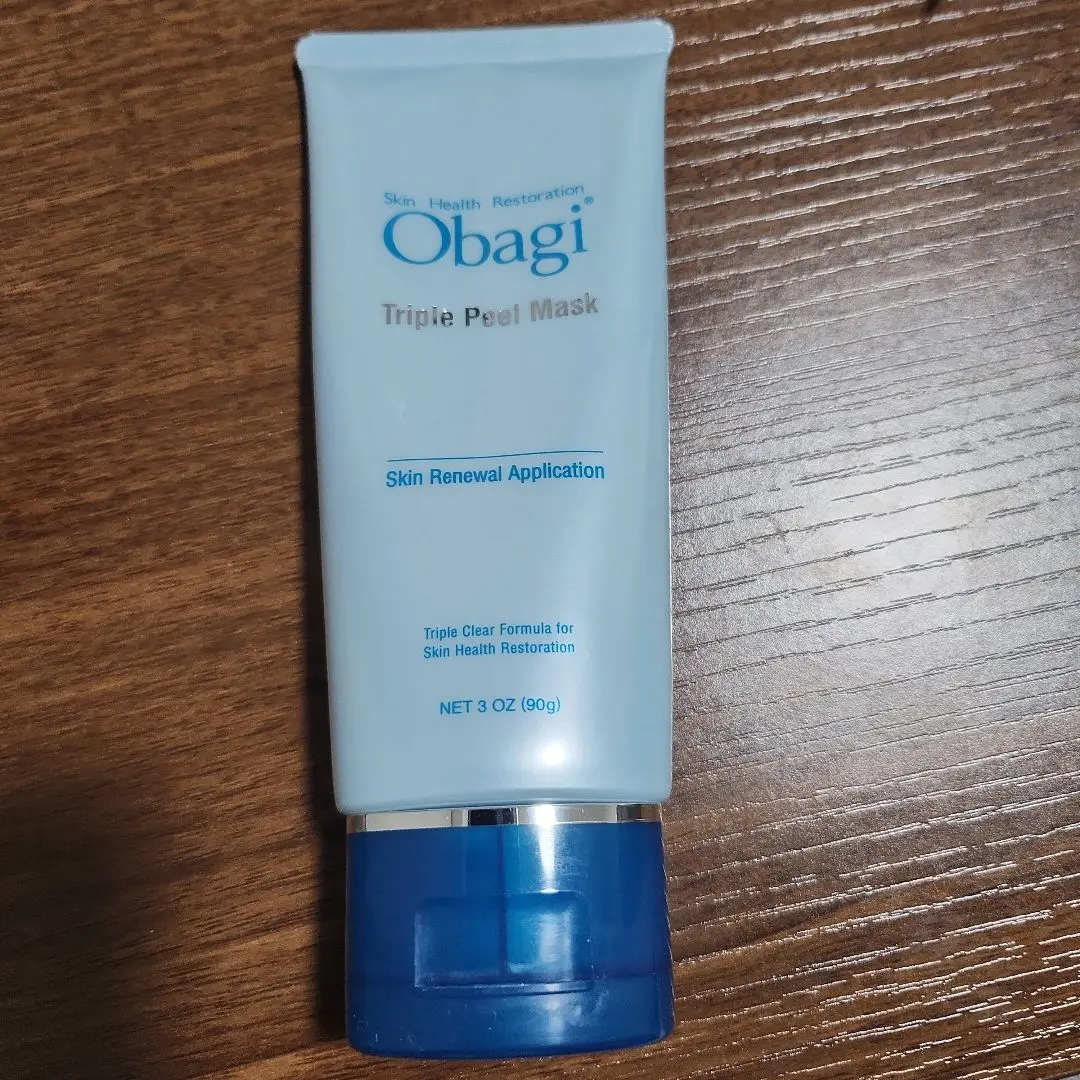 Skin Health Restoration
Obagi®
Triple Peel Mask
Skin Renewal Application
Triple Clear Formula for
Skin Health Restoration
NET 3 OZ (90g)